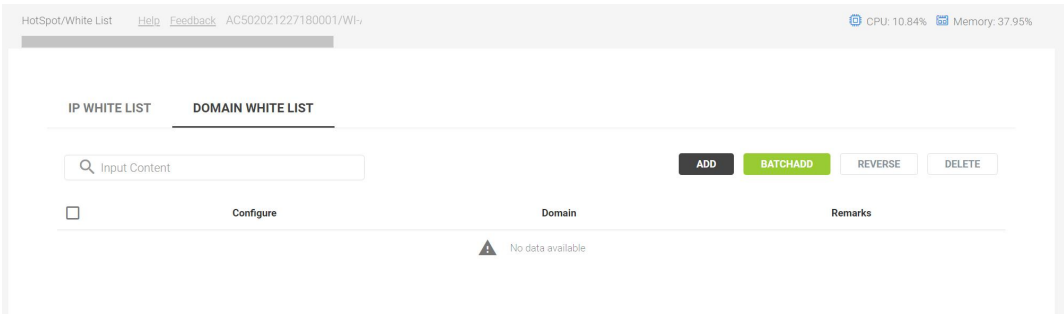 HotSpot/White List Help Feedback AC502021227180001/WI- CPU: 10.84% Memory: 37.95%
IP WHITE LIST DOMAIN WHITE LIST
Input Content ADD BATCHADD REVERSE DELETE
Configure Domain Remarks
No data available